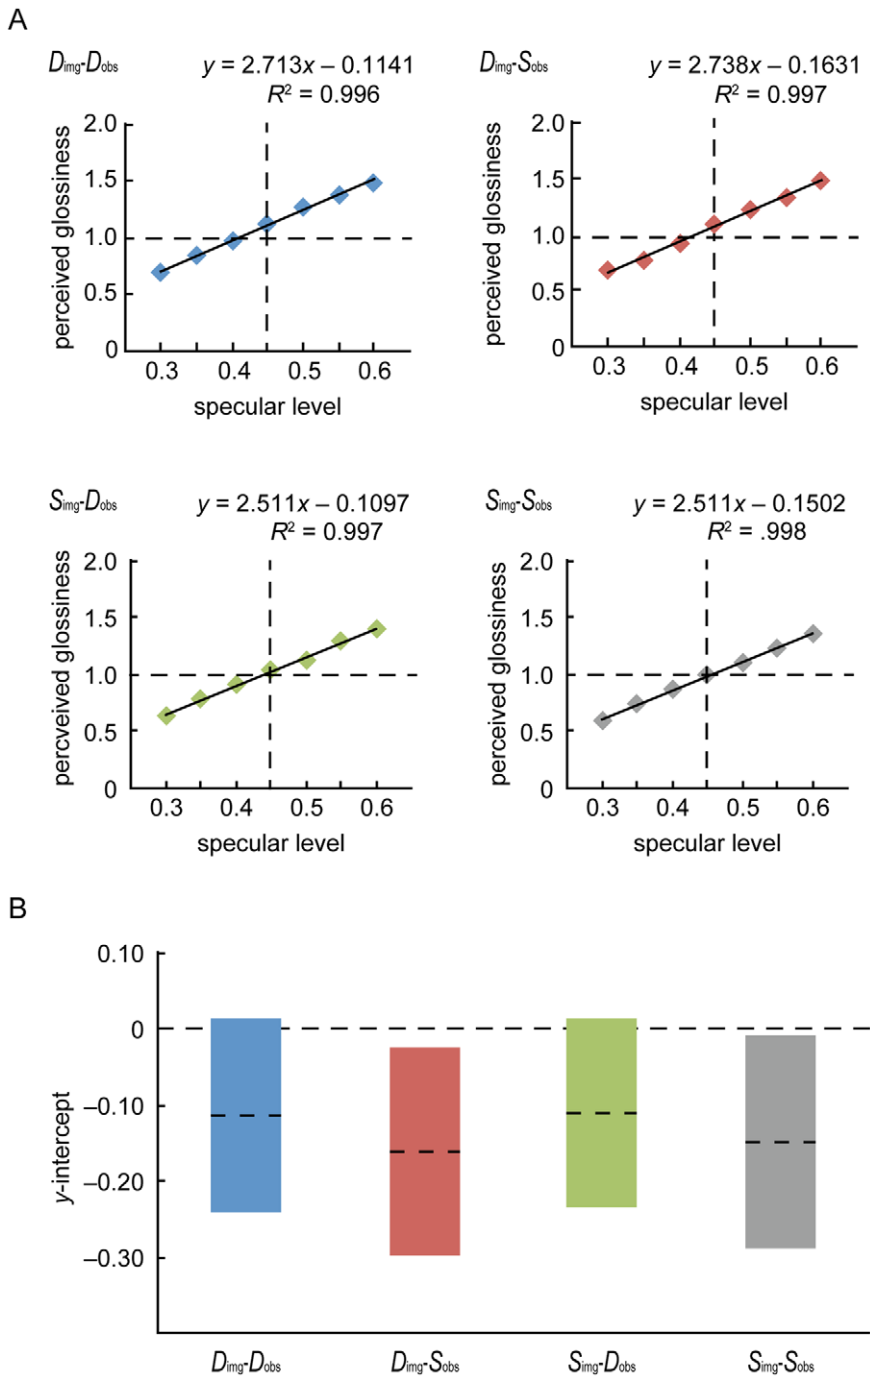 A
Dimg-Dobs
y = 2.713x – 0.1141
R² = 0.996
perceived glossiness
2.0
1.5
1.0
0.5
0
0.3 0.4 0.5 0.6
specular level
Dimg-Sobs
y = 2.738x – 0.1631
R² = 0.997
perceived glossiness
2.0
1.5
1.0
0.5
0
0.3 0.4 0.5 0.6
specular level
Simg-Dobs
y = 2.511x – 0.1097
R² = 0.997
percveived glossiness
2.0
1.5
1.0
0.5
0
0.3 0.4 0.5 0.6
specular level
Simg-Sobs
y = 2.511x – 0.1502
R² = .998
perceived glossiness
2.0
1.5
1.0
0.5
0
0.3 0.4 0.5 0.6
specular level
B
y-intercept
0.10
0
–0.10
–0.20
–0.30
Dimg-Dobs Dimg-Sobs Simg-Dobs Simg-Sobs